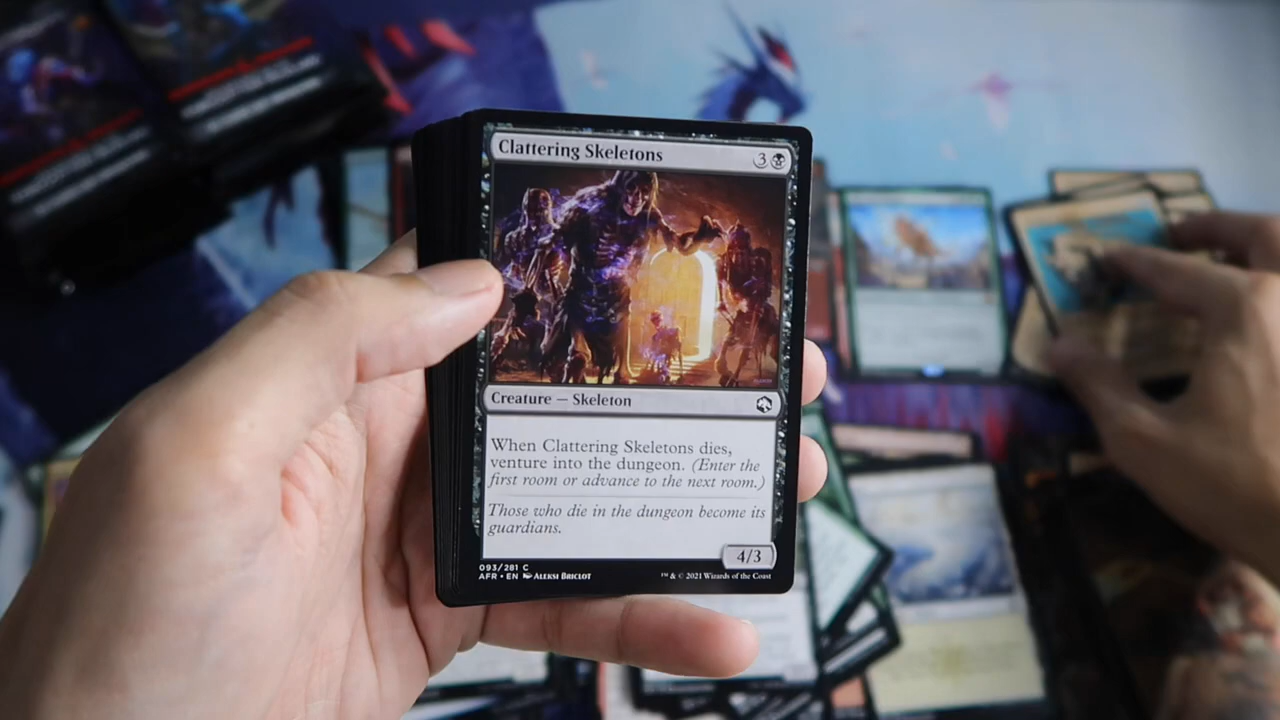 Clattering Skeletons 3
Creature — Skeleton
When Clattering Skeletons dies,
venture into the dungeon. (Enter the
first room or advance to the next room.)
Those who die in the dungeon become its
guardians.
4/3
093/281 C
AFR • EN ALEKSI BRICLOT ™ & © 2021 Wizards of the Coast